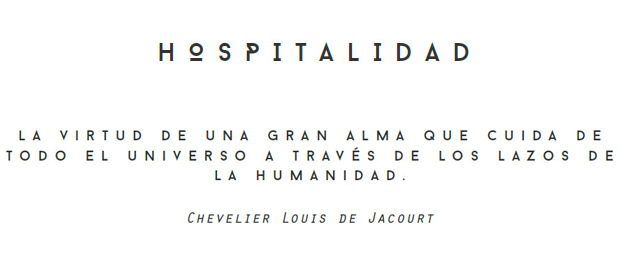 HOSPITALIDAD
LA VIRTUD DE UNA GRAN ALMA QUE CUIDA DE
TODO EL UNIVERSO A TRAVÉS DE LOS LAZOS DE
LA HUMANIDAD.
Chevelier Louis de Jacourt